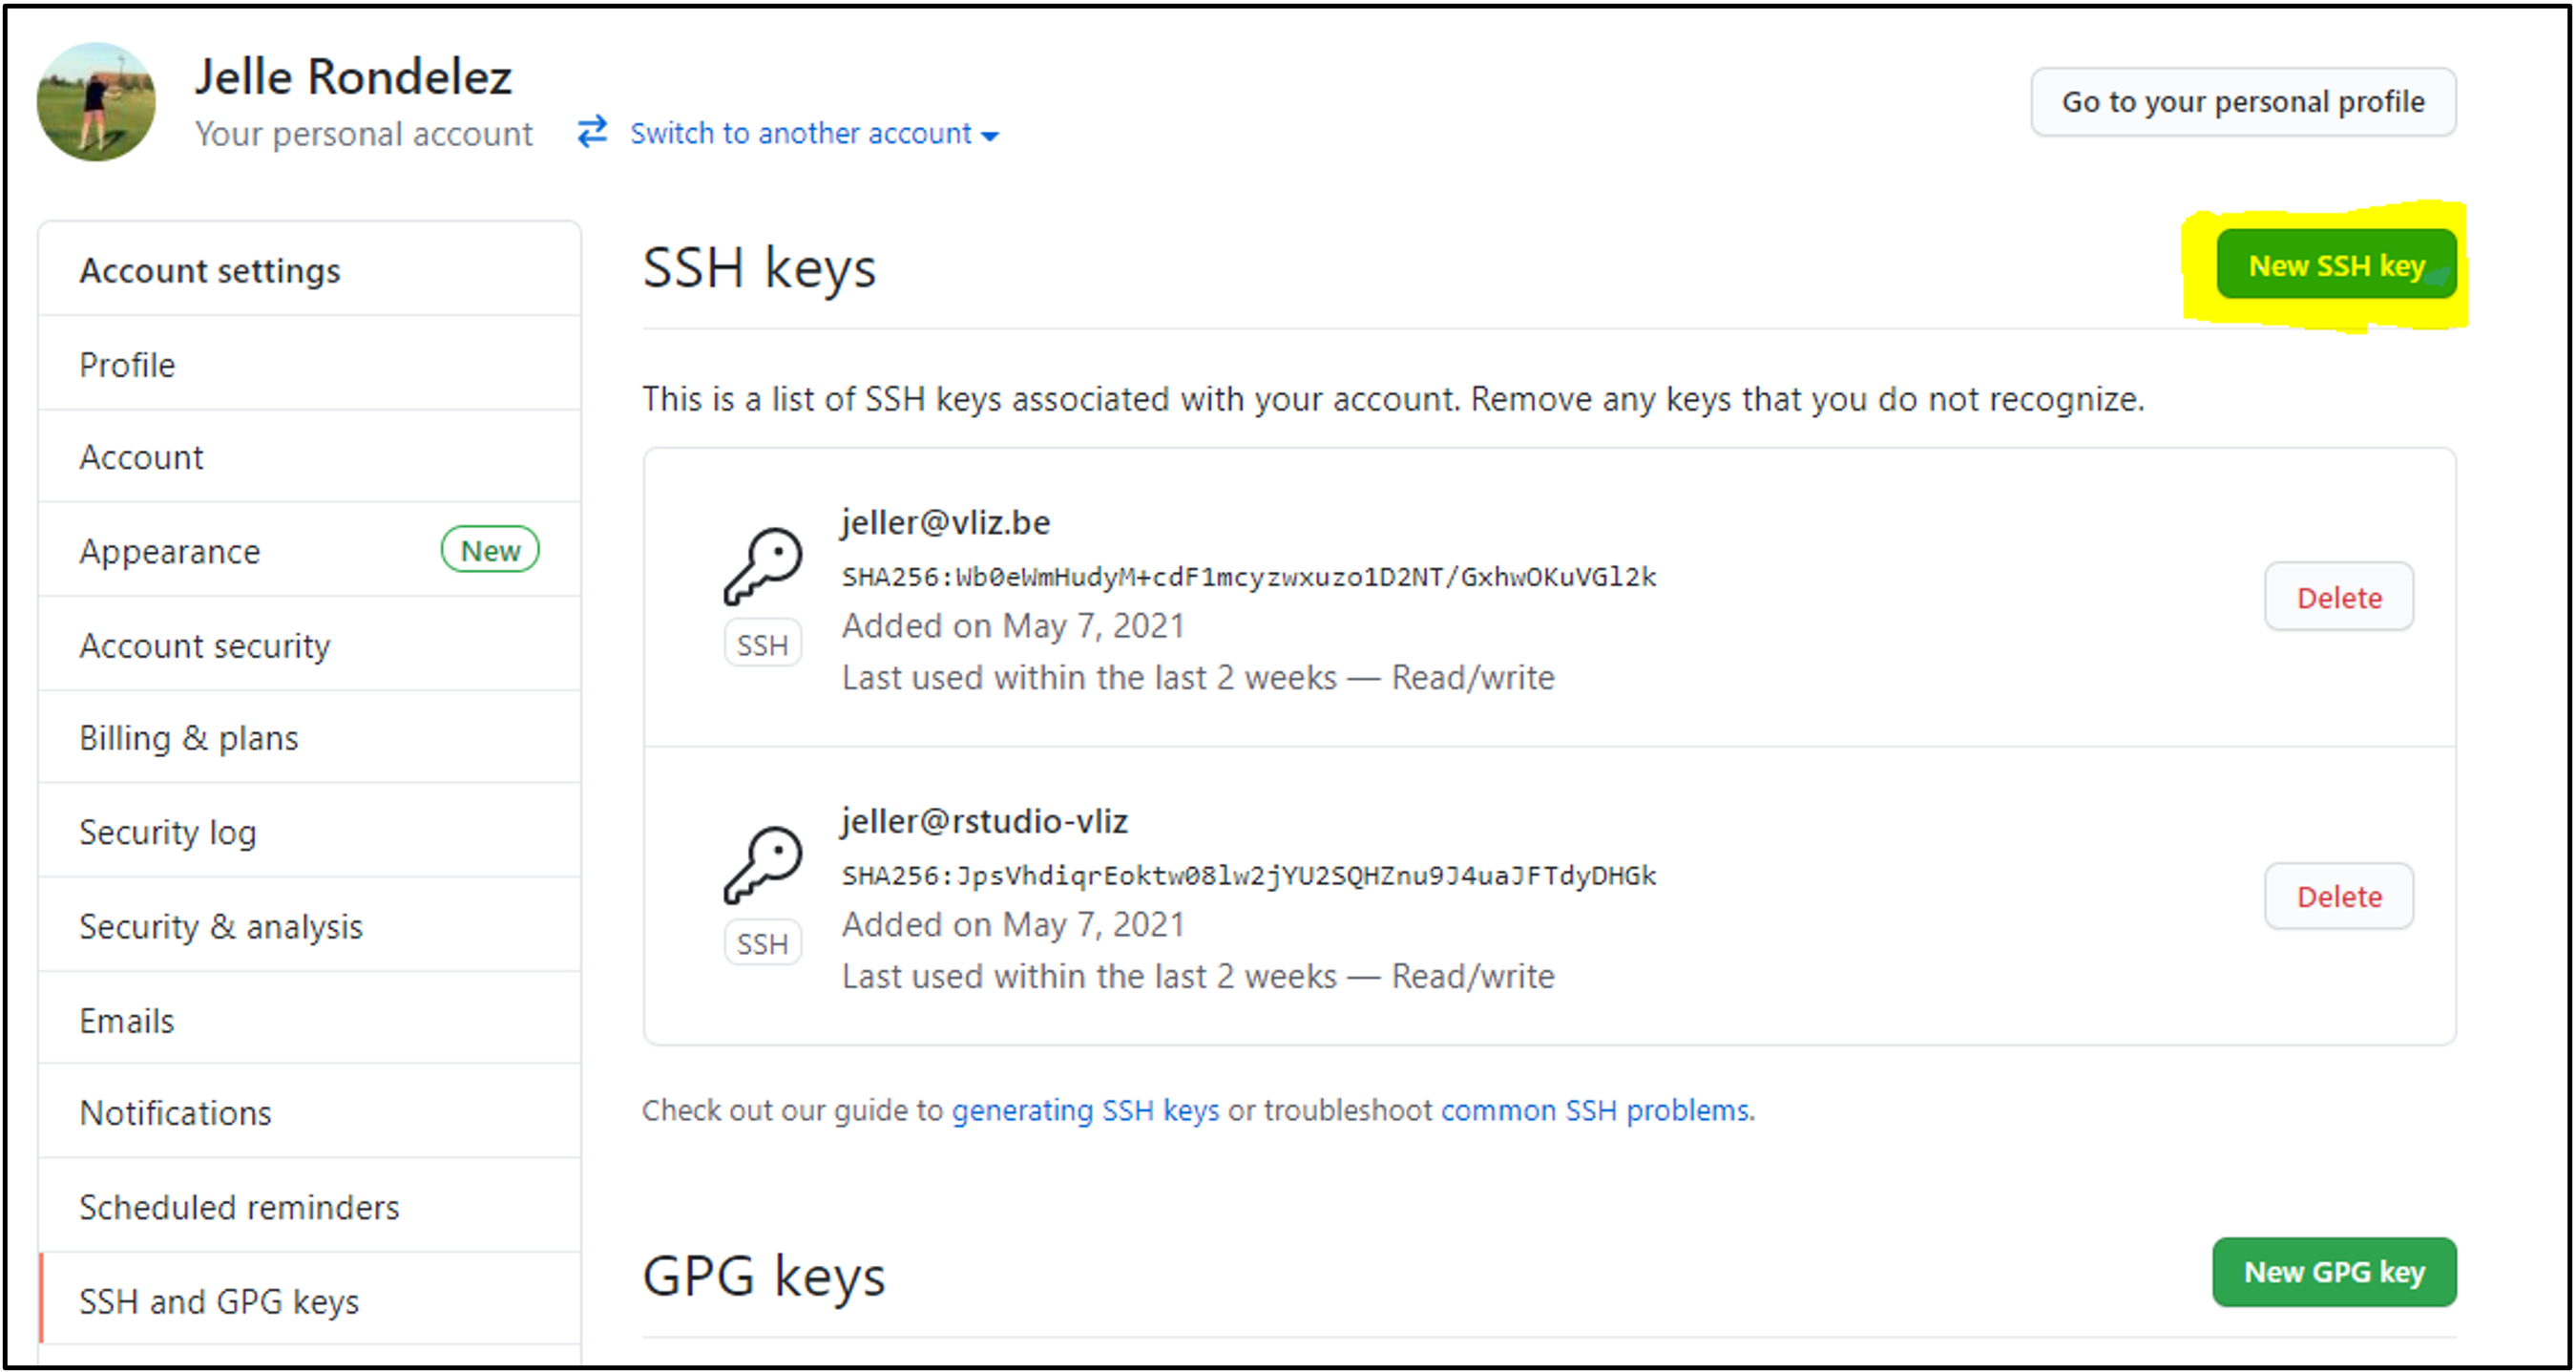 Jelle Rondelez
Your personal account
Switch to another account
Go to your personal profile
Account settings
Profile
Account
Appearance New
Account security
Billing & plans
Security log
Security & analysis
Emails
Notifications
Scheduled reminders
SSH and GPG keys
SSH keys
New SSH key
This is a list of SSH keys associated with your account. Remove any keys that you do not recognize.
jeller@vliz.be
SHA256:Wb0eWmHudyM+cdF1mcyzwxuzo1D2NT/GxhwOKuVGl2k
Added on May 7, 2021
Last used within the last 2 weeks — Read/write
SSH
Delete
jeller@rstudio-vliz
SHA256:JpsVhdiqrEoktw08lw2jYU2SQHZnu9J4uaJFTdyDHGk
Added on May 7, 2021
Last used within the last 2 weeks — Read/write
SSH
Delete
Check out our guide to generating SSH keys or troubleshoot common SSH problems.
GPG keys
New GPG key